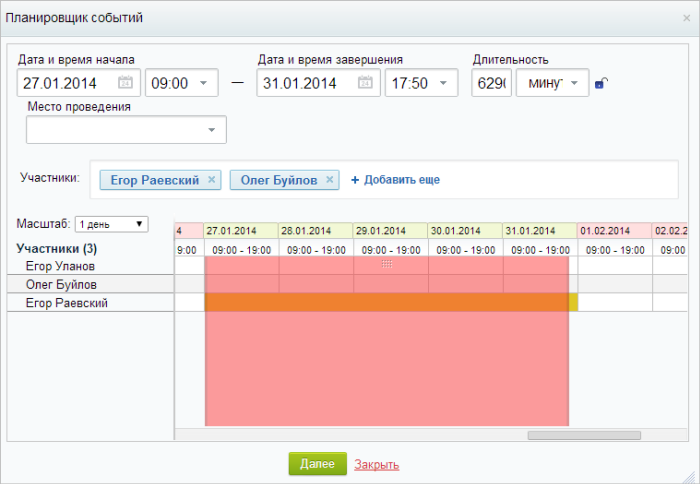 Планировщик событий
Дата и время начала Дата и время завершения Длительность
27.01.2014 24 09:00 — 31.01.2014 24 17:50 629 мину
Место проведения
Участники: Егор Раевский × Олег Буйлов × + Добавить еще
Масштаб: 1 день
4 27.01.2014 28.01.2014 29.01.2014 30.01.2014 31.01.2014 01.02.2014 02.02.2
Участники (3) 9:00 09:00 - 19:00 09:00 - 19:00 09:00 - 19:00 09:00 - 19:00 09:00 - 19:00 09:00 - 19:00 09:00
Егор Уланов
Олег Буйлов
Егор Раевский
Далее Закрыть